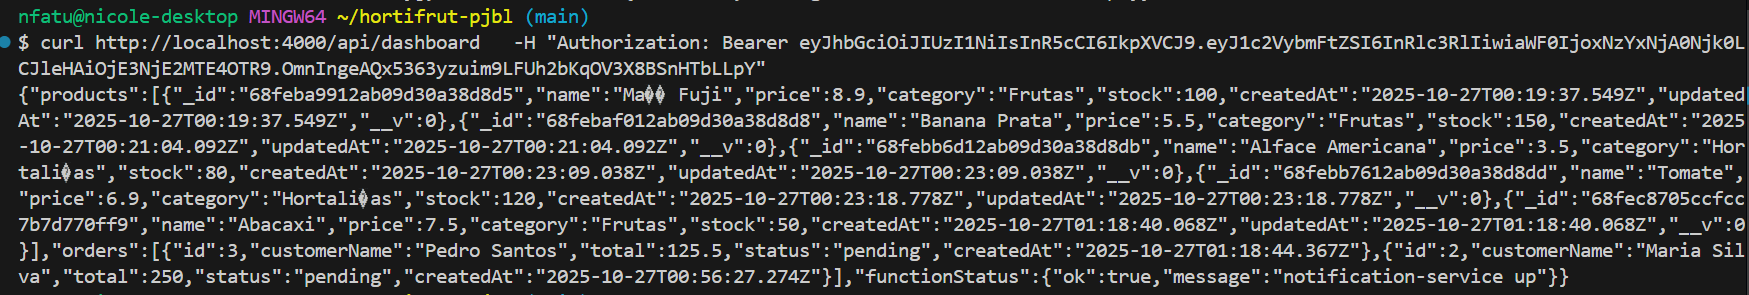 nfatu@nicole-desktop MINGW64 ~/hortifrut-pjbl (main)
$ curl http://localhost:4000/api/dashboard   -H "Authorization: Bearer eyJhbGciOiJIUzI1NiIsInR5cCI6IkpXVCJ9.eyJ1c2VybmFtZSI6InRlc3RlIiwiaWF0IjoxNzYxNjA0Njk0L
CJleHAiOjE3NjE2MTE4OTR9.OmnIngeAQx5363yzuim9LFUh2bKqOV3X8BSnHTbLLpY"
{"products":[{"_id":"68feba9912ab09d30a38d8d5","name":"Ma�� Fuji","price":8.9,"category":"Frutas","stock":100,"createdAt":"2025-10-27T00:19:37.549Z","updated
At":"2025-10-27T00:19:37.549Z","__v":0},{"_id":"68febaf012ab09d30a38d8d8","name":"Banana Prata","price":5.5,"category":"Frutas","stock":150,"createdAt":"2025
-10-27T00:21:04.092Z","updatedAt":"2025-10-27T00:21:04.092Z","__v":0},{"_id":"68febb6d12ab09d30a38d8db","name":"Alface Americana","price":3.5,"category":"Hor
tali�as","stock":80,"createdAt":"2025-10-27T00:23:09.038Z","updatedAt":"2025-10-27T00:23:09.038Z","__v":0},{"_id":"68febb7612ab09d30a38d8dd","name":"Tomate",
"price":6.9,"category":"Hortali�as","stock":120,"createdAt":"2025-10-27T00:23:18.778Z","updatedAt":"2025-10-27T00:23:18.778Z","__v":0},{"_id":"68fec8705ccfcc
7b7d770ff9","name":"Abacaxi","price":7.5,"category":"Frutas","stock":50,"createdAt":"2025-10-27T01:18:40.068Z","updatedAt":"2025-10-27T01:18:40.068Z","__v":0
}],"orders":[{"id":3,"customerName":"Pedro Santos","total":125.5,"status":"pending","createdAt":"2025-10-27T01:18:44.367Z"},{"id":2,"customerName":"Maria Sil
va","total":250,"status":"pending","createdAt":"2025-10-27T00:56:27.274Z"}],"functionStatus":{"ok":true,"message":"notification-service up"}}